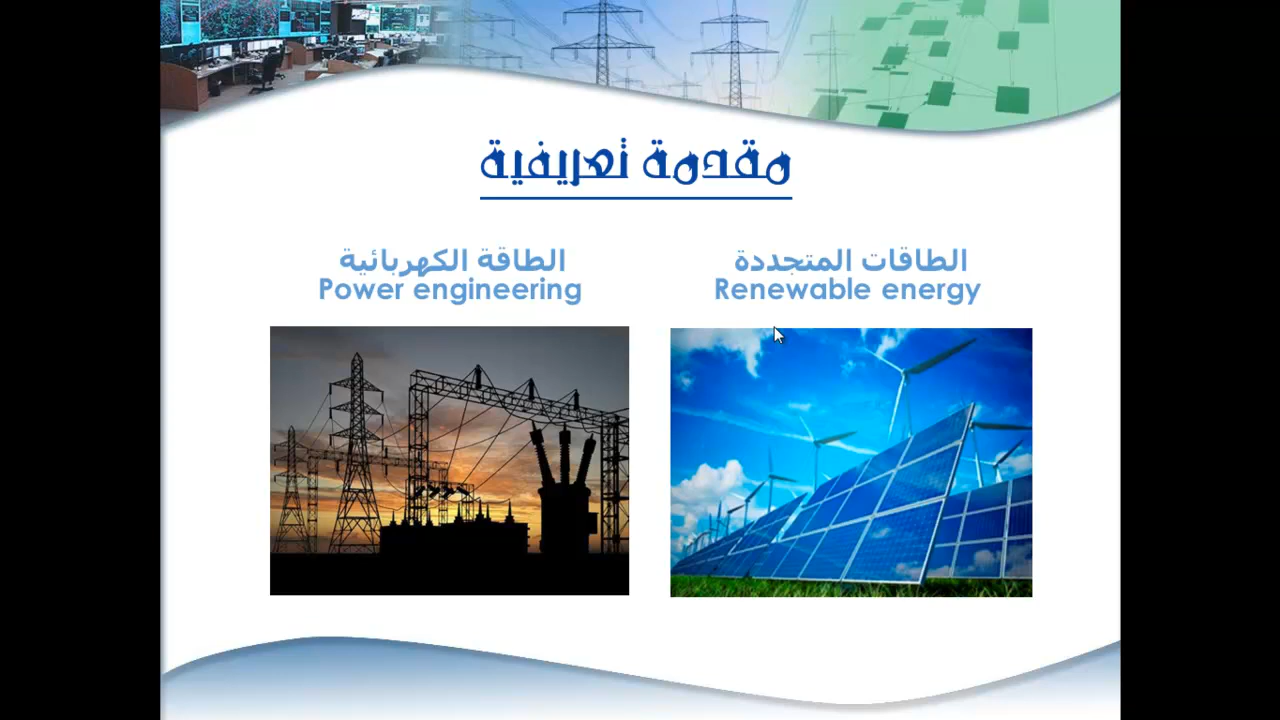 مقدمة تعريفية
الطاقات المتجددة
Renewable energy
الطاقة الكهربائية
Power engineering